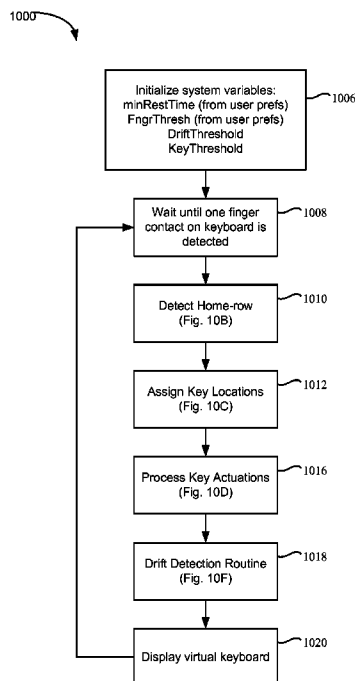 1000
Initialize system variables:
minRestTime (from user prefs)
FngrThresh (from user prefs)
DriftThreshold
KeyThreshold
1006
Wait until one finger
contact on keyboard is
detected
1008
Detect Home-row
(Fig. 10B)
1010
Assign Key Locations
(Fig. 10C)
1012
Process Key Actuations
(Fig. 10D)
1016
Drift Detection Routine
(Fig. 10F)
1018
Display virtual keyboard
1020